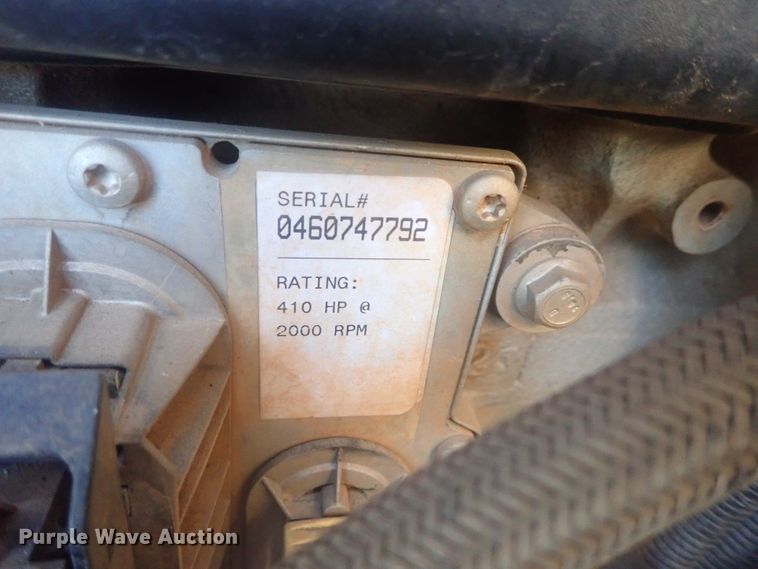 SERIAL#
0460747792
RATING:
410 HP @
2000 RPM
Purple Wave Auction